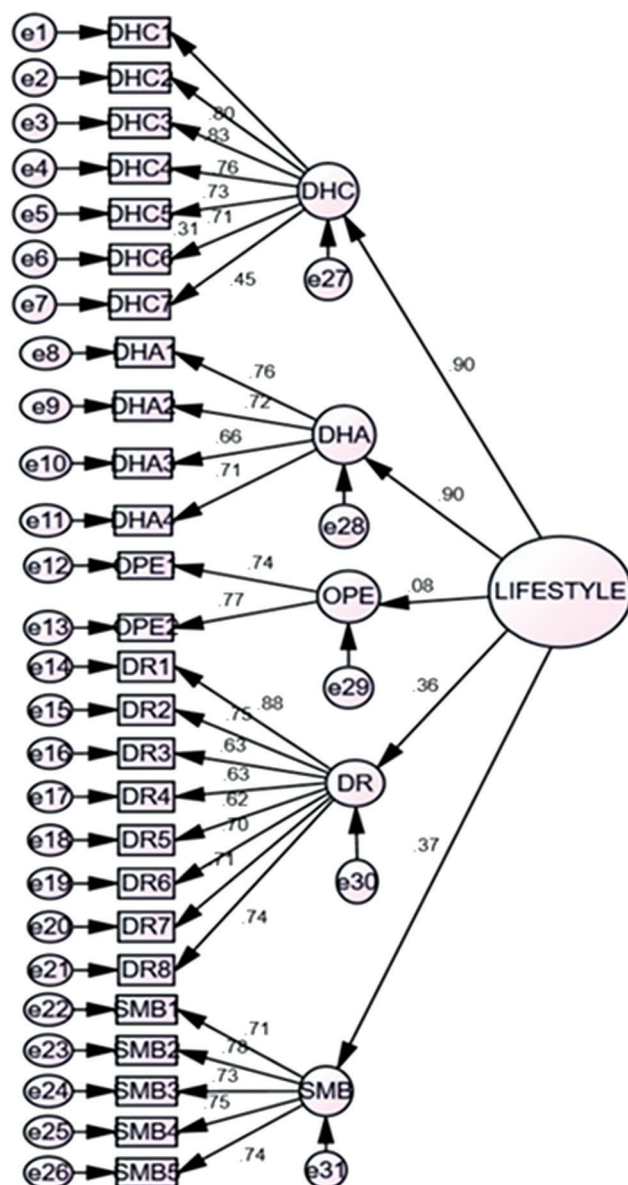 e1 DHC1
e2 DHC2
.80
e3 DHC3 .83
e4 DHC4 .76
DHC
e5 DHC5 .73
.31 .71
e6 DHC6
e27
e7 DHC7 .45
e8 DHA1
.90
.76
e9 DHA2 .72
DHA
e10 DHA3 .66
.71
.90
e11 DHA4
e28
e12 OPE1 .74
.08 LIFESTYLE
OPE
.77
e13 OPE2
e14 DR1
e29 .36
.88
e15 DR2 .75
e16 DR3 .63
.63
DR
e17 DR4
.62
e18 DR5 .70
.37
.71
e19 DR6
e30
e20 DR7 .74
e21 DR8
e22 SMB1
.71
e23 SMB2 .78
.73
e24 SMB3
SMB
.75
e25 SMB4
.74
e26 SMB5
e31